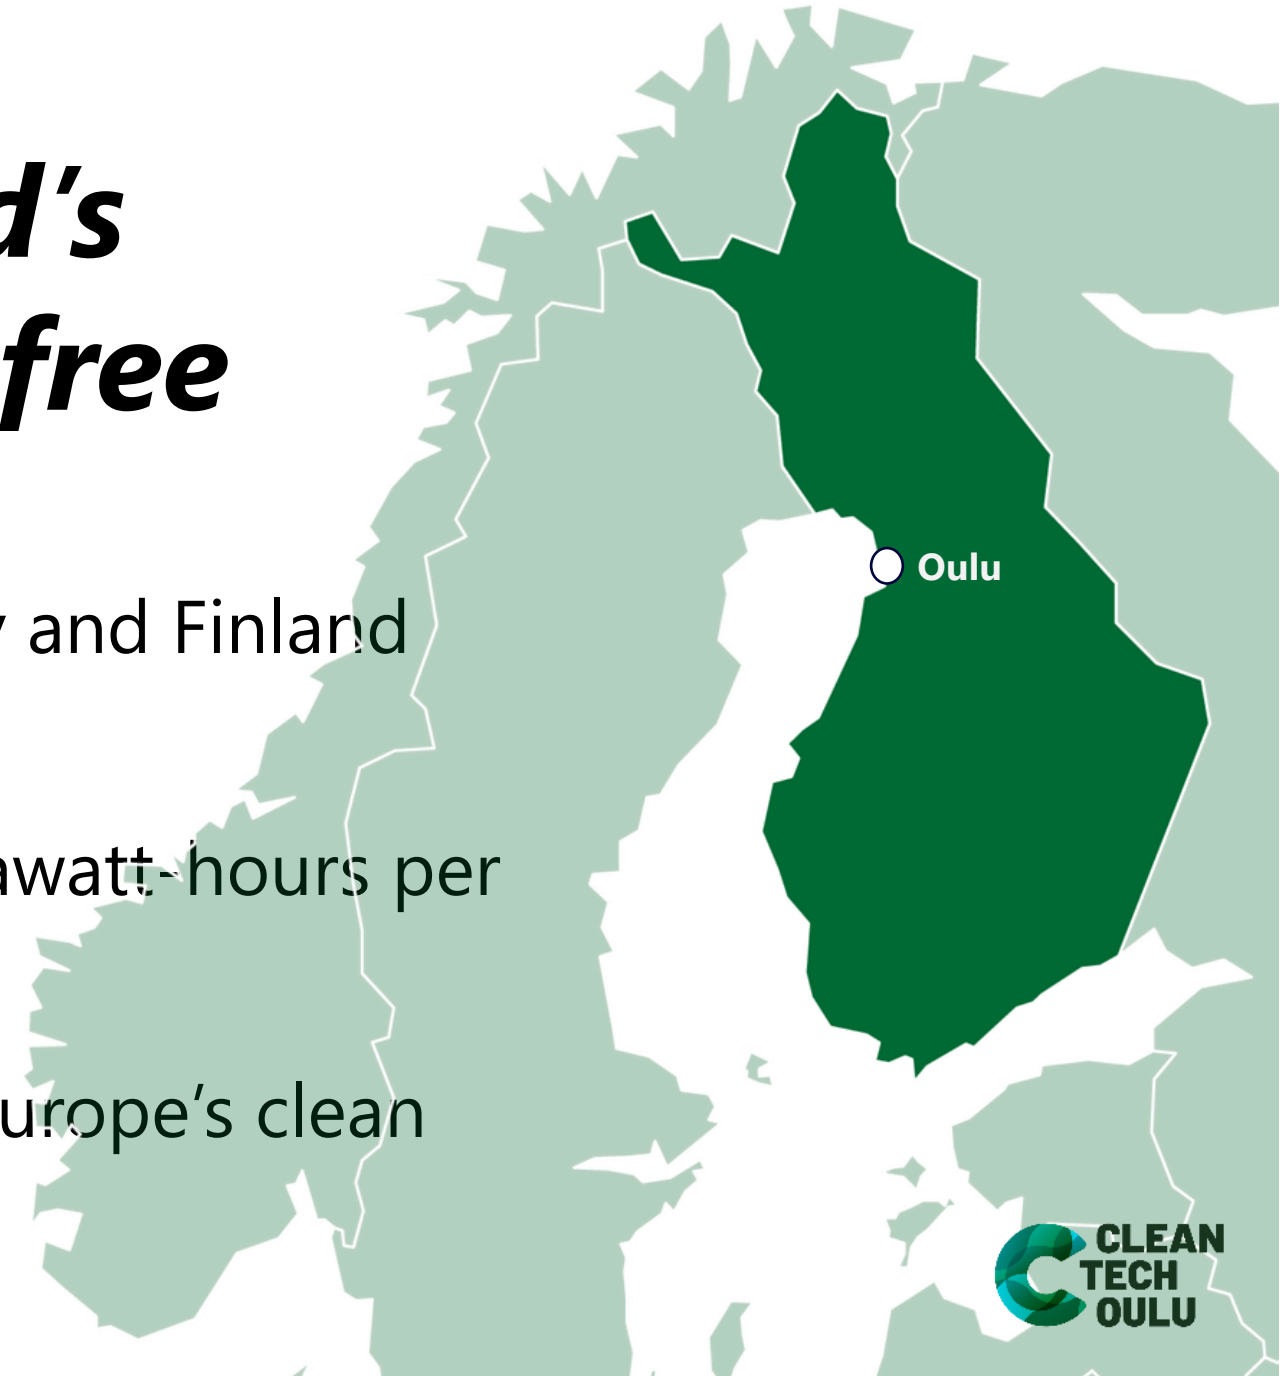 d’s
free
and Finland
Oulu
awatt-hours per
urope’s clean
CLEAN
TECH
OULU